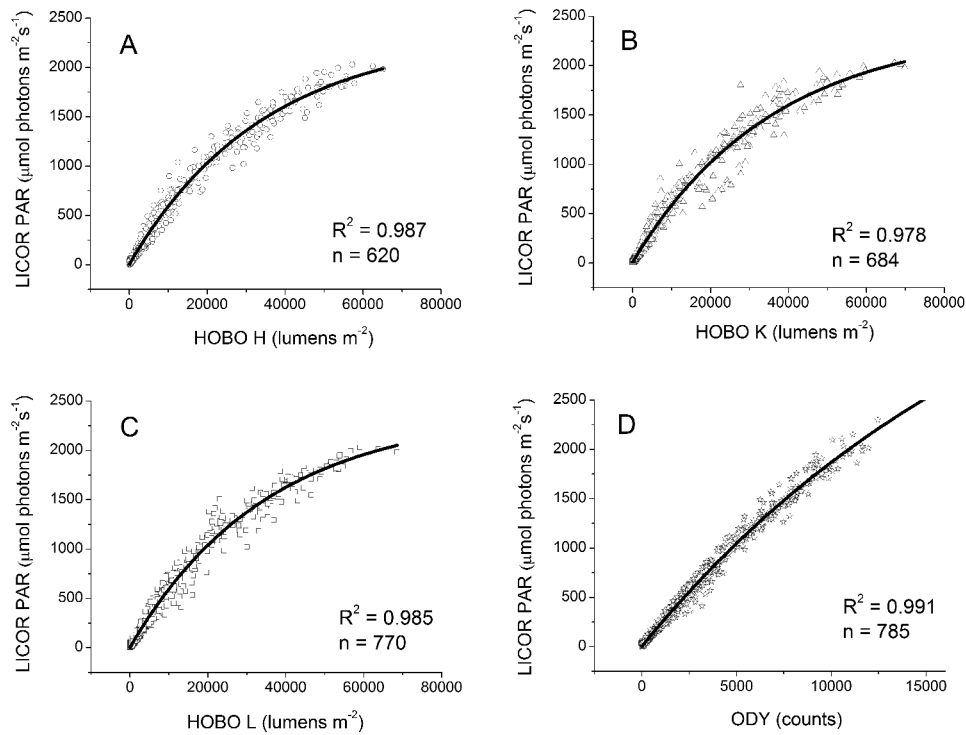 A
LICOR PAR (μmol photons m⁻²s⁻¹)
2500
2000
1500
1000
500
0
R² = 0.987
n = 620
0 20000 40000 60000 80000
HOBO H (lumens m⁻²)
B
LICOR PAR (μmol photons m⁻²s⁻¹)
2500
2000
1500
1000
500
0
R² = 0.978
n = 684
0 20000 40000 60000 80000
HOBO K (lumens m⁻²)
C
LICOR PAR (μmol photons m⁻²s⁻¹)
2500
2000
1500
1000
500
0
R² = 0.985
n = 770
0 20000 40000 60000 80000
HOBO L (lumens m⁻²)
D
LICOR PAR (μmol photons m⁻²s⁻¹)
2500
2000
1500
1000
500
0
R² = 0.991
n = 785
0 5000 10000 15000
ODY (counts)